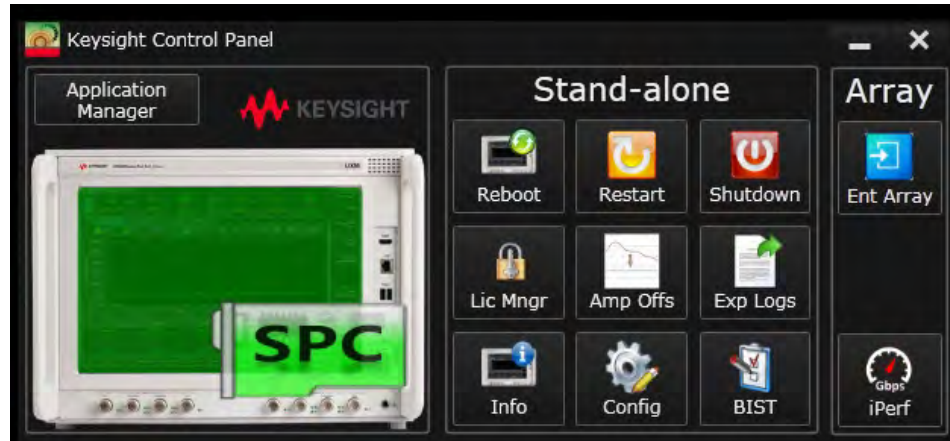 Keysight Control Panel
Application
Manager
KEYSIGHT
SPC
Stand-alone
Reboot
Restart
Shutdown
Lic Mngr
Amp Offs
Exp Logs
Info
Config
BIST
Array
Ent Array
Gbps
iPerf